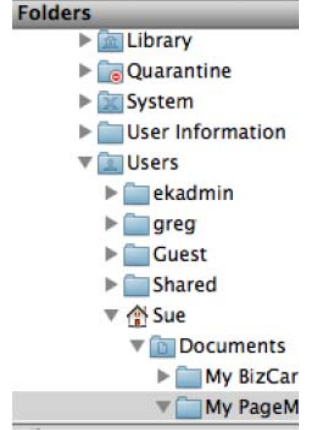 Folders
Library
Quarantine
System
User Information
Users
ekadmin
greg
Guest
Shared
Sue
Documents
My BizCar
My PageM